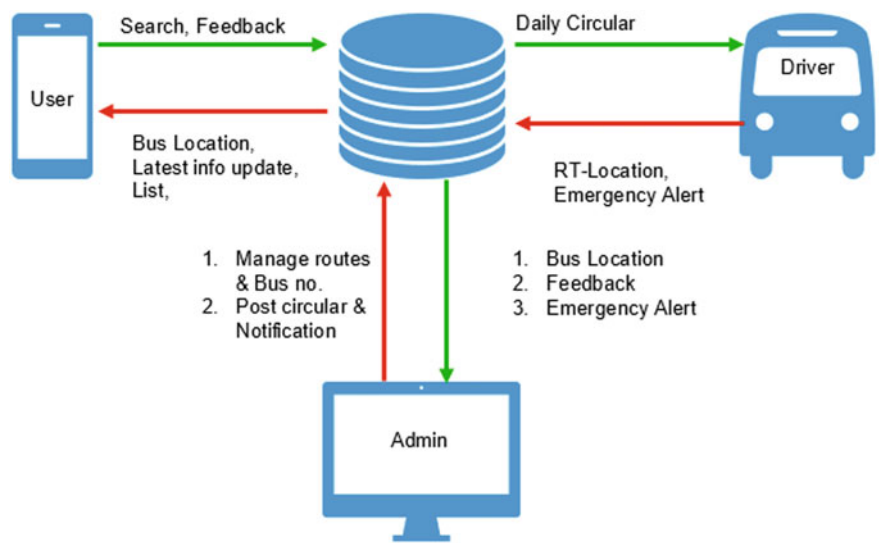 Search, Feedback
Daily Circular
User
Driver
Bus Location,
Latest info update,
List,
RT-Location,
Emergency Alert
1. Manage routes
& Bus no.
2. Post circular &
Notification
1. Bus Location
2. Feedback
3. Emergency Alert
Admin